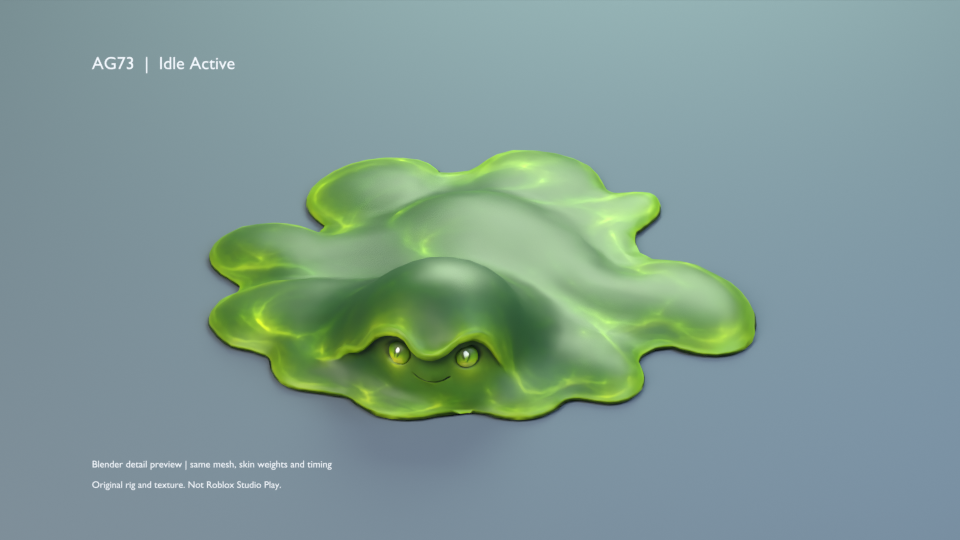 AG73 | Idle Active
Blender detail preview | same mesh, skin weights and timing
Original rig and texture. Not Roblox Studio Play.